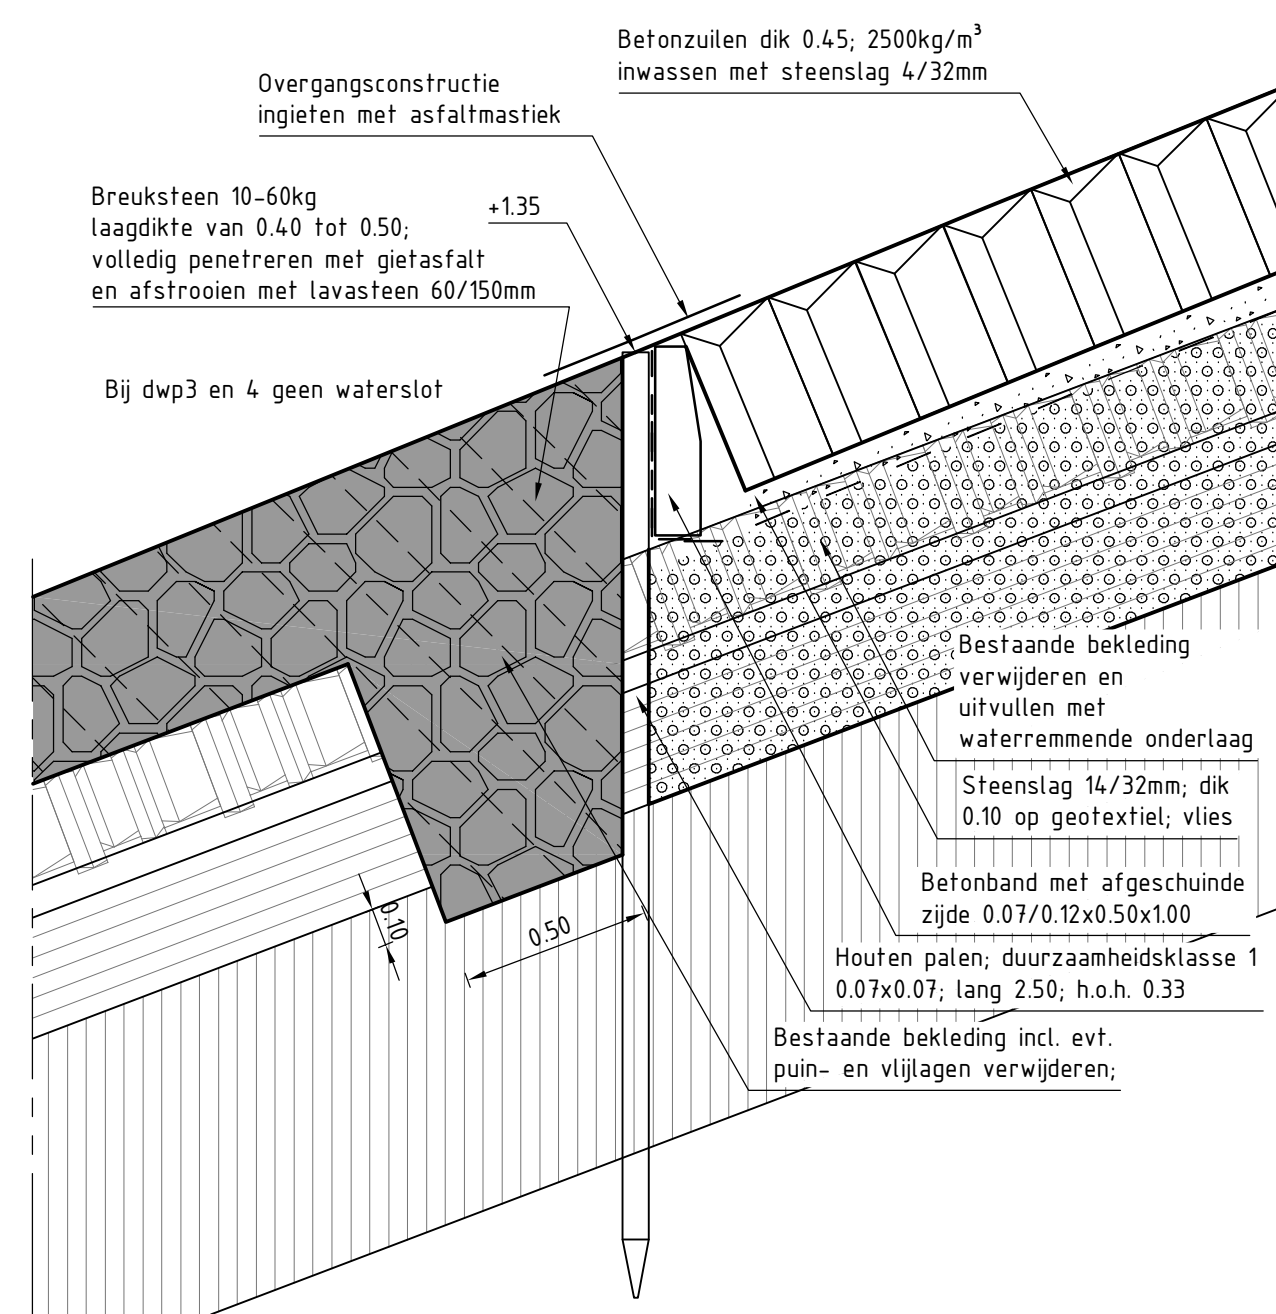 Betonzuilen dik 0.45; 2500kg/m³
inwassen met steenslag 4/32mm
Overgangsconstructie
ingieten met asfaltmastiek
Breuksteen 10-60kg
laagdikte van 0.40 tot 0.50;
volledig penetreren met gietasfalt
en afstrooien met lavasteen 60/150mm
+1.35
Bij dwp3 en 4 geen waterslot
Bestaande bekleding
verwijderen en
uitvullen met
waterremmende onderlaag
Steenslag 14/32mm; dik
0.10 op geotextiel; vlies
Betonband met afgeschuinde
zijde 0.07/0.12x0.50x1.00
0.10
0.50
Houten palen; duurzaamheidsklasse 1
0.07x0.07; lang 2.50; h.o.h. 0.33
Bestaande bekleding incl. evt.
puin- en vlijlagen verwijderen;